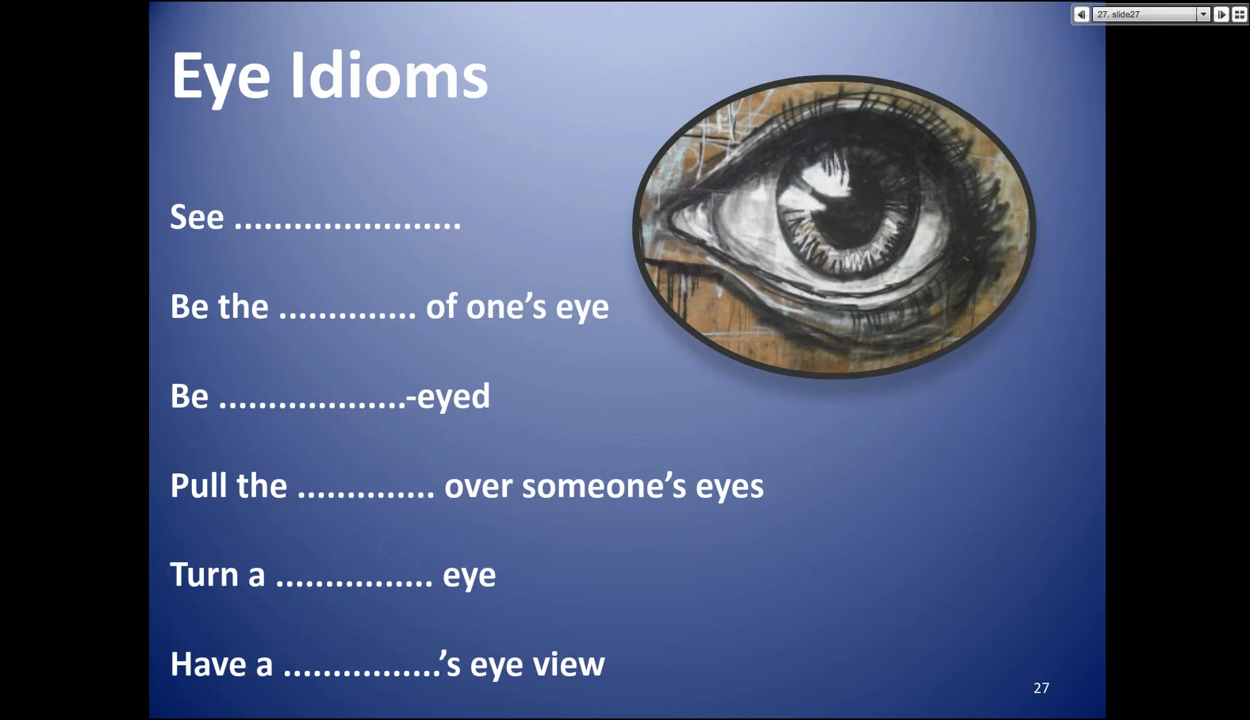 27. slide27
Eye Idioms
See .......................
Be the .............. of one’s eye
Be ...................-eyed
Pull the .............. over someone’s eyes
Turn a ................ eye
Have a ................’s eye view
27